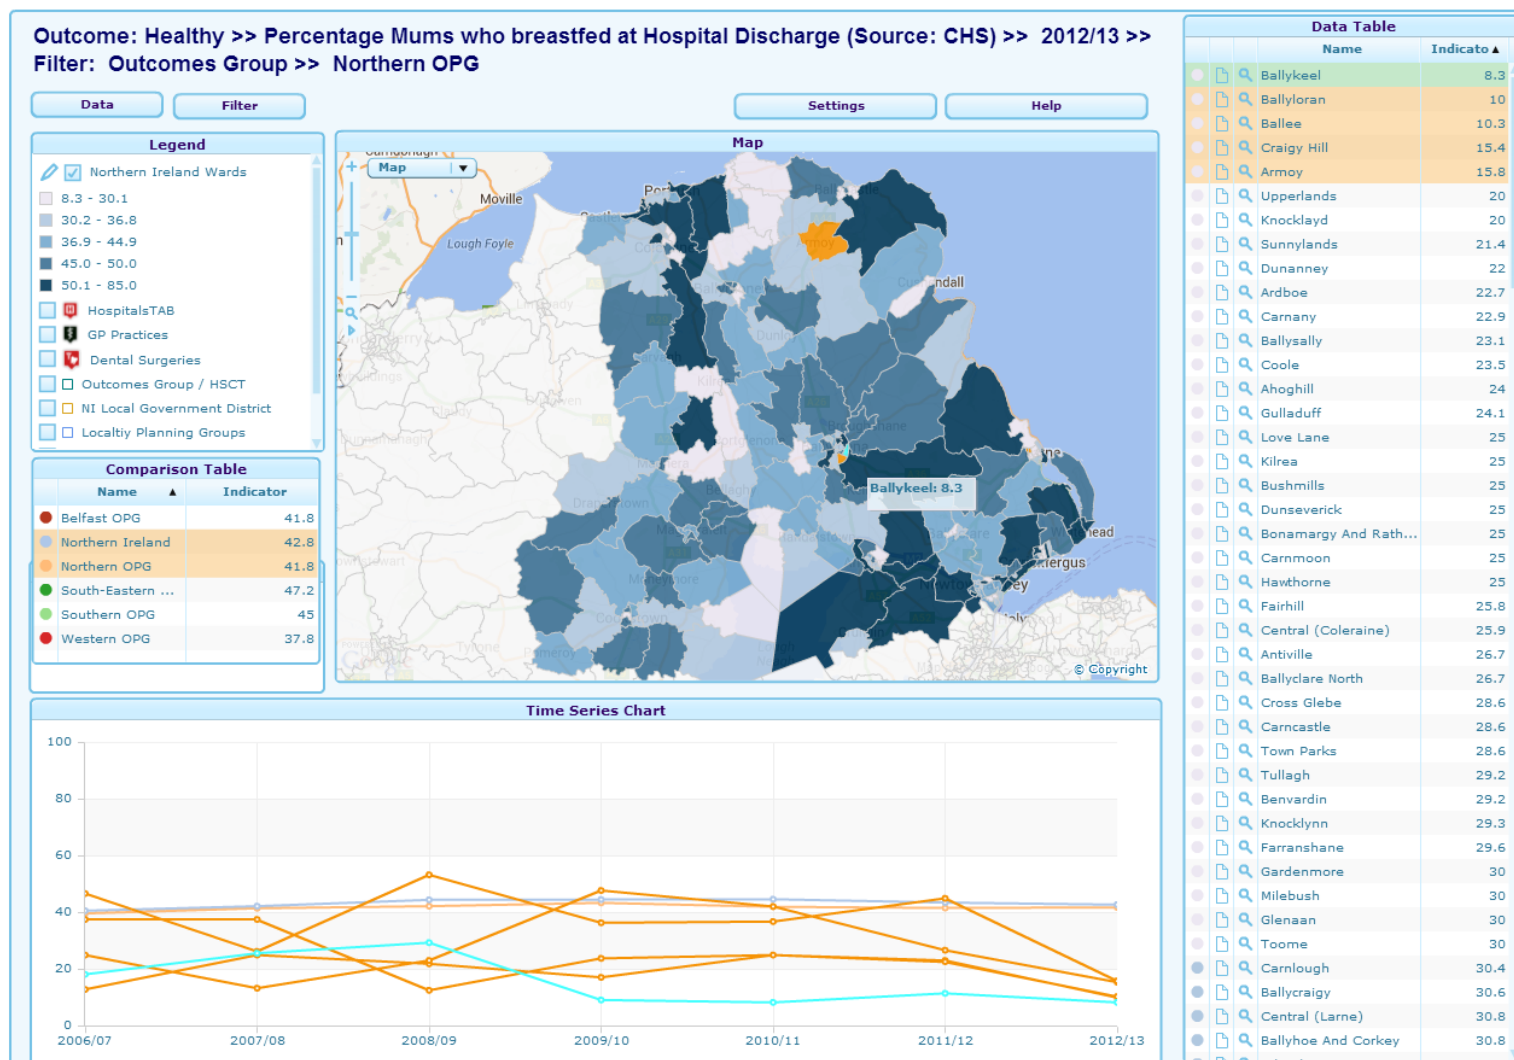 Outcome: Healthy >> Percentage Mums who breastfed at Hospital Discharge (Source: CHS) >> 2012/13 >>
Filter: Outcomes Group >> Northern OPG
Data
Filter
Settings
Help
Legend
Northern Ireland Wards
8.3 - 30.1
30.2 - 36.8
36.9 - 44.9
45.0 - 50.0
50.1 - 85.0
HospitalsTAB
GP Practices
Dental Surgeries
Outcomes Group / HSCT
NI Local Government District
Localtiy Planning Groups
Comparison Table
Name ▲ Indicator
Belfast OPG 41.8
Northern Ireland 42.8
Northern OPG 41.8
South-Eastern ... 47.2
Southern OPG 45
Western OPG 37.8
Map
Map ▼
Moville
Lough Foyle
Armoy
Ballykeel: 8.3
© Copyright
Time Series Chart
100
80
60
40
20
0
2006/07 2007/08 2008/09 2009/10 2010/11 2011/12 2012/13
Data Table
Name Indicato ▲
Ballykeel 8.3
Ballyloran 10
Ballee 10.3
Craigy Hill 15.4
Armoy 15.8
Upperlands 20
Knocklayd 20
Sunnylands 21.4
Dunanney 22
Ardboe 22.7
Carnany 22.9
Ballysally 23.1
Coole 23.5
Ahoghill 24
Gulladuff 24.1
Love Lane 25
Kilrea 25
Bushmills 25
Dunseverick 25
Bonamargy And Rath... 25
Carnmoon 25
Hawthorne 25
Fairhill 25.8
Central (Coleraine) 25.9
Antiville 26.7
Ballyclare North 26.7
Cross Glebe 28.6
Carncastle 28.6
Town Parks 28.6
Tullagh 29.2
Benvardin 29.2
Knocklynn 29.3
Farranshane 29.6
Gardenmore 30
Milebush 30
Glenaan 30
Toome 30
Carnlough 30.4
Ballycraigy 30.6
Central (Larne) 30.8
Ballyhoe And Corkey 30.8